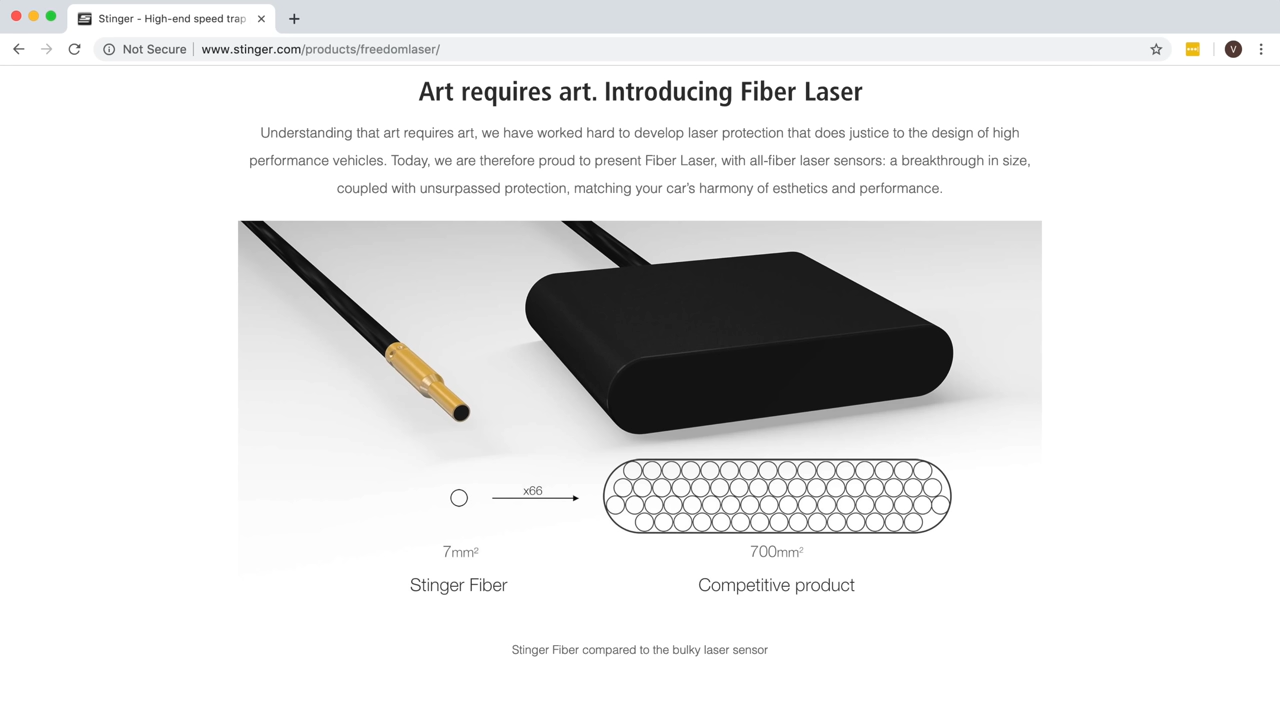 Stinger - High-end speed trap
Not Secure www.stinger.com/products/freedomlaser/
V
Art requires art. Introducing Fiber Laser
Understanding that art requires art, we have worked hard to develop laser protection that does justice to the design of high
performance vehicles. Today, we are therefore proud to present Fiber Laser, with all-fiber laser sensors: a breakthrough in size,
coupled with unsurpassed protection, matching your car's harmony of esthetics and performance.
x66
7mm² 700mm²
Stinger Fiber Competitive product
Stinger Fiber compared to the bulky laser sensor